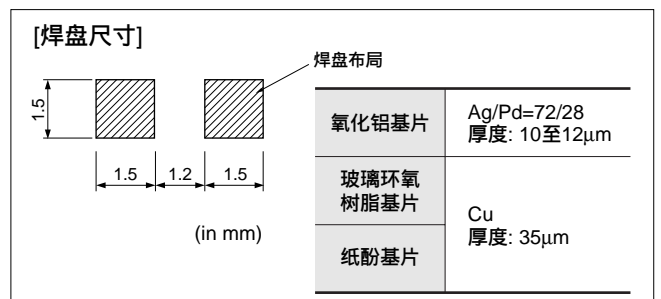 [焊盘尺寸]
焊盘布局
1.5
1.5
1.2
1.5
(in mm)
氧化铝基片
Ag/Pd=72/28
厚度: 10至12μm
玻璃环氧
树脂基片
Cu
厚度: 35μm
纸酚基片